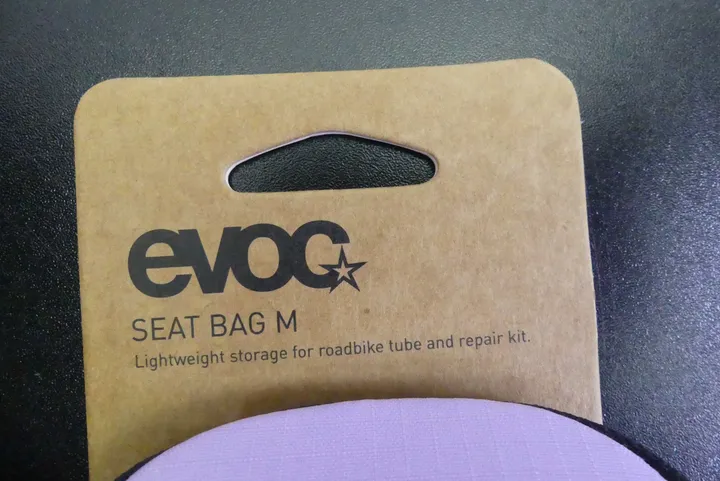 evoc
SEAT BAG M
Lightweight storage for roadbike tube and repair kit.